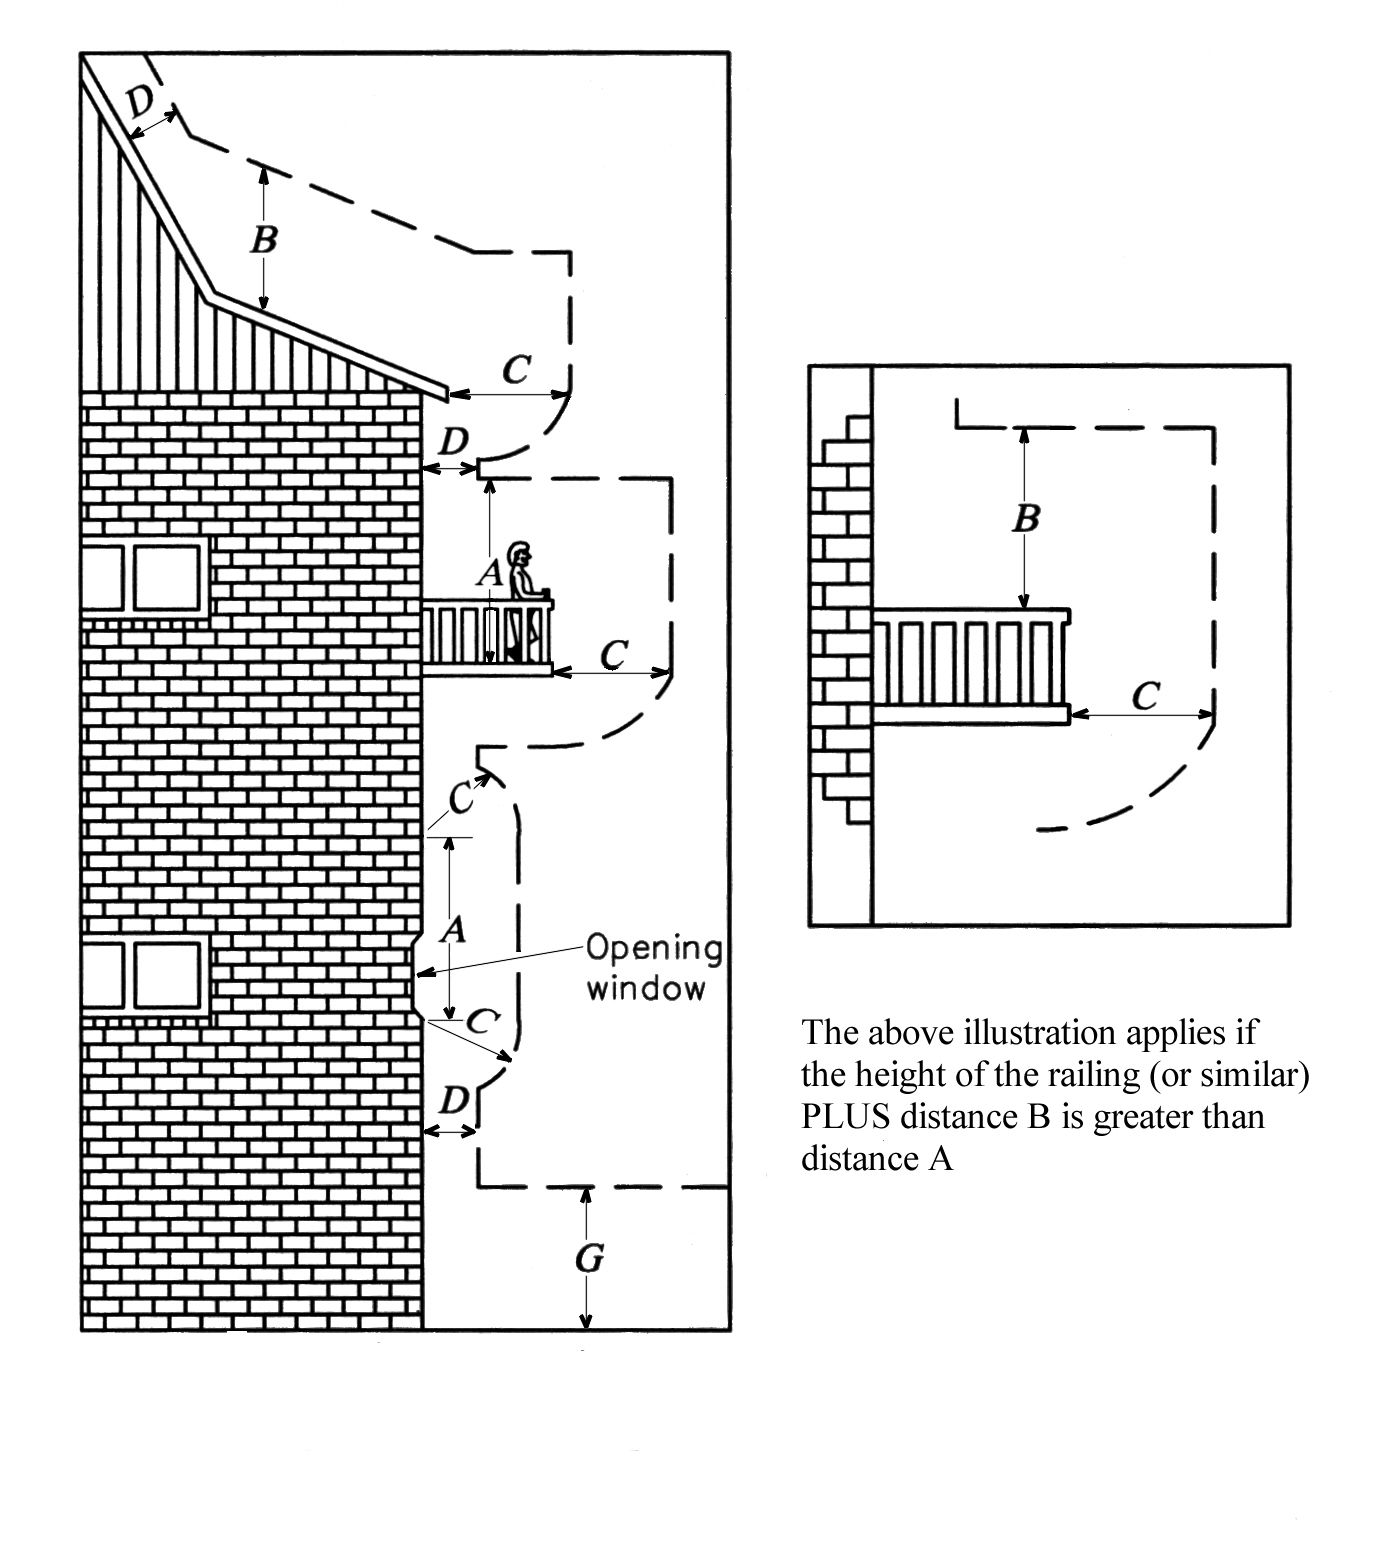 D
B
C
D
A
C
C
A
Opening
window
C
D
G
B
C
The above illustration applies if
the height of the railing (or similar)
PLUS distance B is greater than
distance A